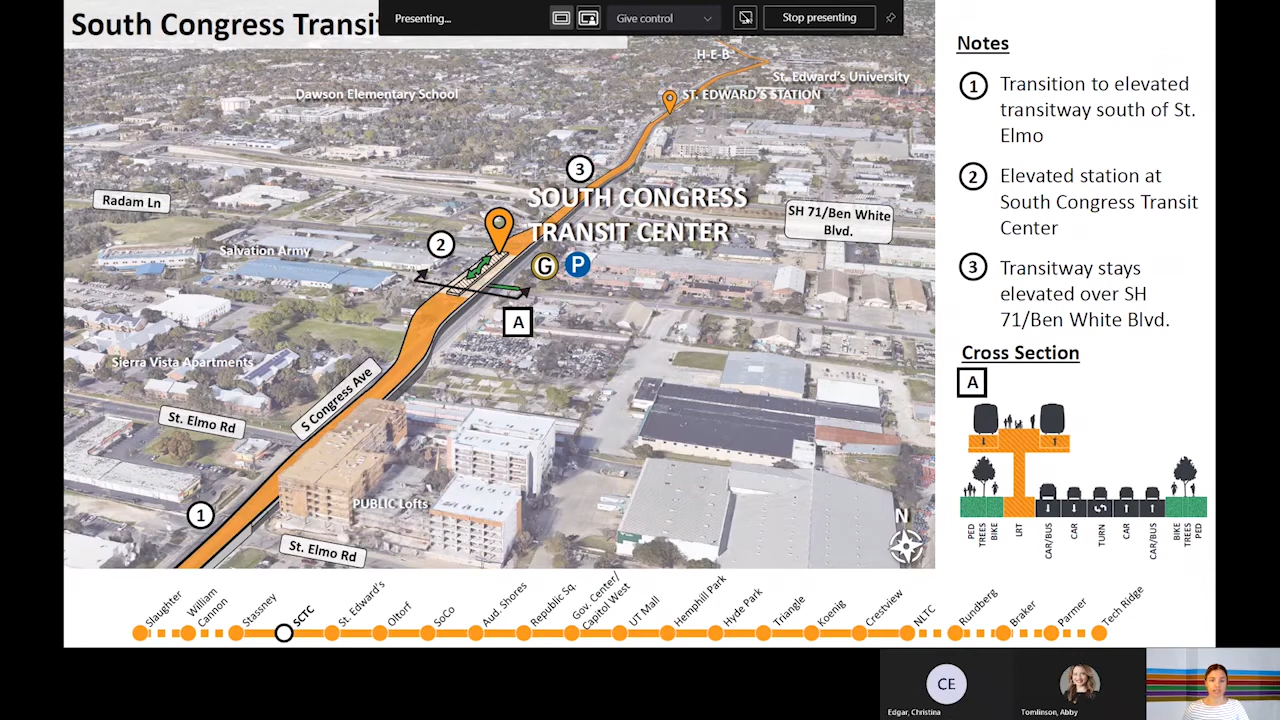 South Congress Transit
Presenting...
Give control
Stop presenting
H-E-B
St. Edward's University
ST. EDWARD'S STATION
Dawson Elementary School
3
Radam Ln
SOUTH CONGRESS
TRANSIT CENTER
SH 71/Ben White
Blvd.
2
Salvation Army
G
P
A
Sierra Vista Apartments
S Congress Ave
St. Elmo Rd
PUBLIC Lofts
1
St. Elmo Rd
N
Notes
1 Transition to elevated
transitway south of St.
Elmo
2 Elevated station at
South Congress Transit
Center
3 Transitway stays
elevated over SH
71/Ben White Blvd.
Cross Section
A
PED
TREES
BIKE
LRT
CAR/BUS
CAR
TURN
CAR
CAR/BUS
BIKE
TREES
PED
Slaughter
William
Cannon
Stassney
SCTC
St. Edward's
Oltorf
SoCo
Aud. Shores
Republic Sq.
Gov. Center/
Capitol West
UT Mall
Hemphill Park
Hyde Park
Triangle
Koenig
Crestview
NLTC
Rundberg
Braker
Parmer
Tech Ridge
CE
Edgar, Christina
Tomlinson, Abby